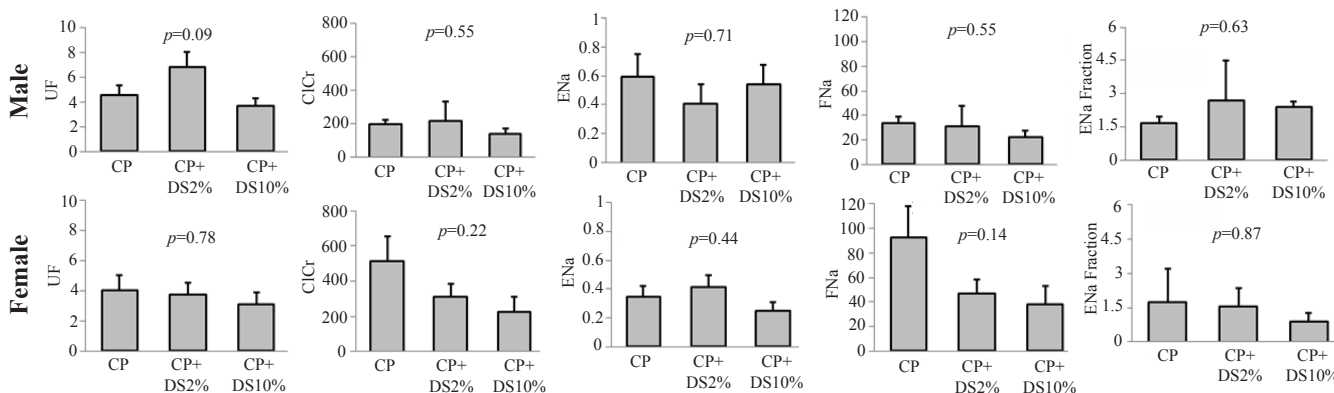 Male
UF
10
8
6
4
2
0
p=0.09
CP
CP+
DS2%
CP+
DS10%
ClCr
800
600
400
200
0
p=0.55
CP
CP+
DS2%
CP+
DS10%
ENa
1
0.8
0.6
0.4
0.2
0
p=0.71
CP
CP+
DS2%
CP+
DS10%
FNa
120
100
80
60
40
20
0
p=0.55
CP
CP+
DS2%
CP+
DS10%
ENa Fraction
6
4.5
3
1.5
0
p=0.63
CP
CP+
DS2%
CP+
DS10%
Female
UF
10
8
6
4
2
0
p=0.78
CP
CP+
DS2%
CP+
DS10%
ClCr
800
600
400
200
0
p=0.22
CP
CP+
DS2%
CP+
DS10%
ENa
1
0.8
0.6
0.4
0.2
0
p=0.44
CP
CP+
DS2%
CP+
DS10%
FNa
120
100
80
60
40
20
0
p=0.14
CP
CP+
DS2%
CP+
DS10%
ENa Fraction
6
4.5
3
1.5
0
p=0.87
CP
CP+
DS2%
CP+
DS10%